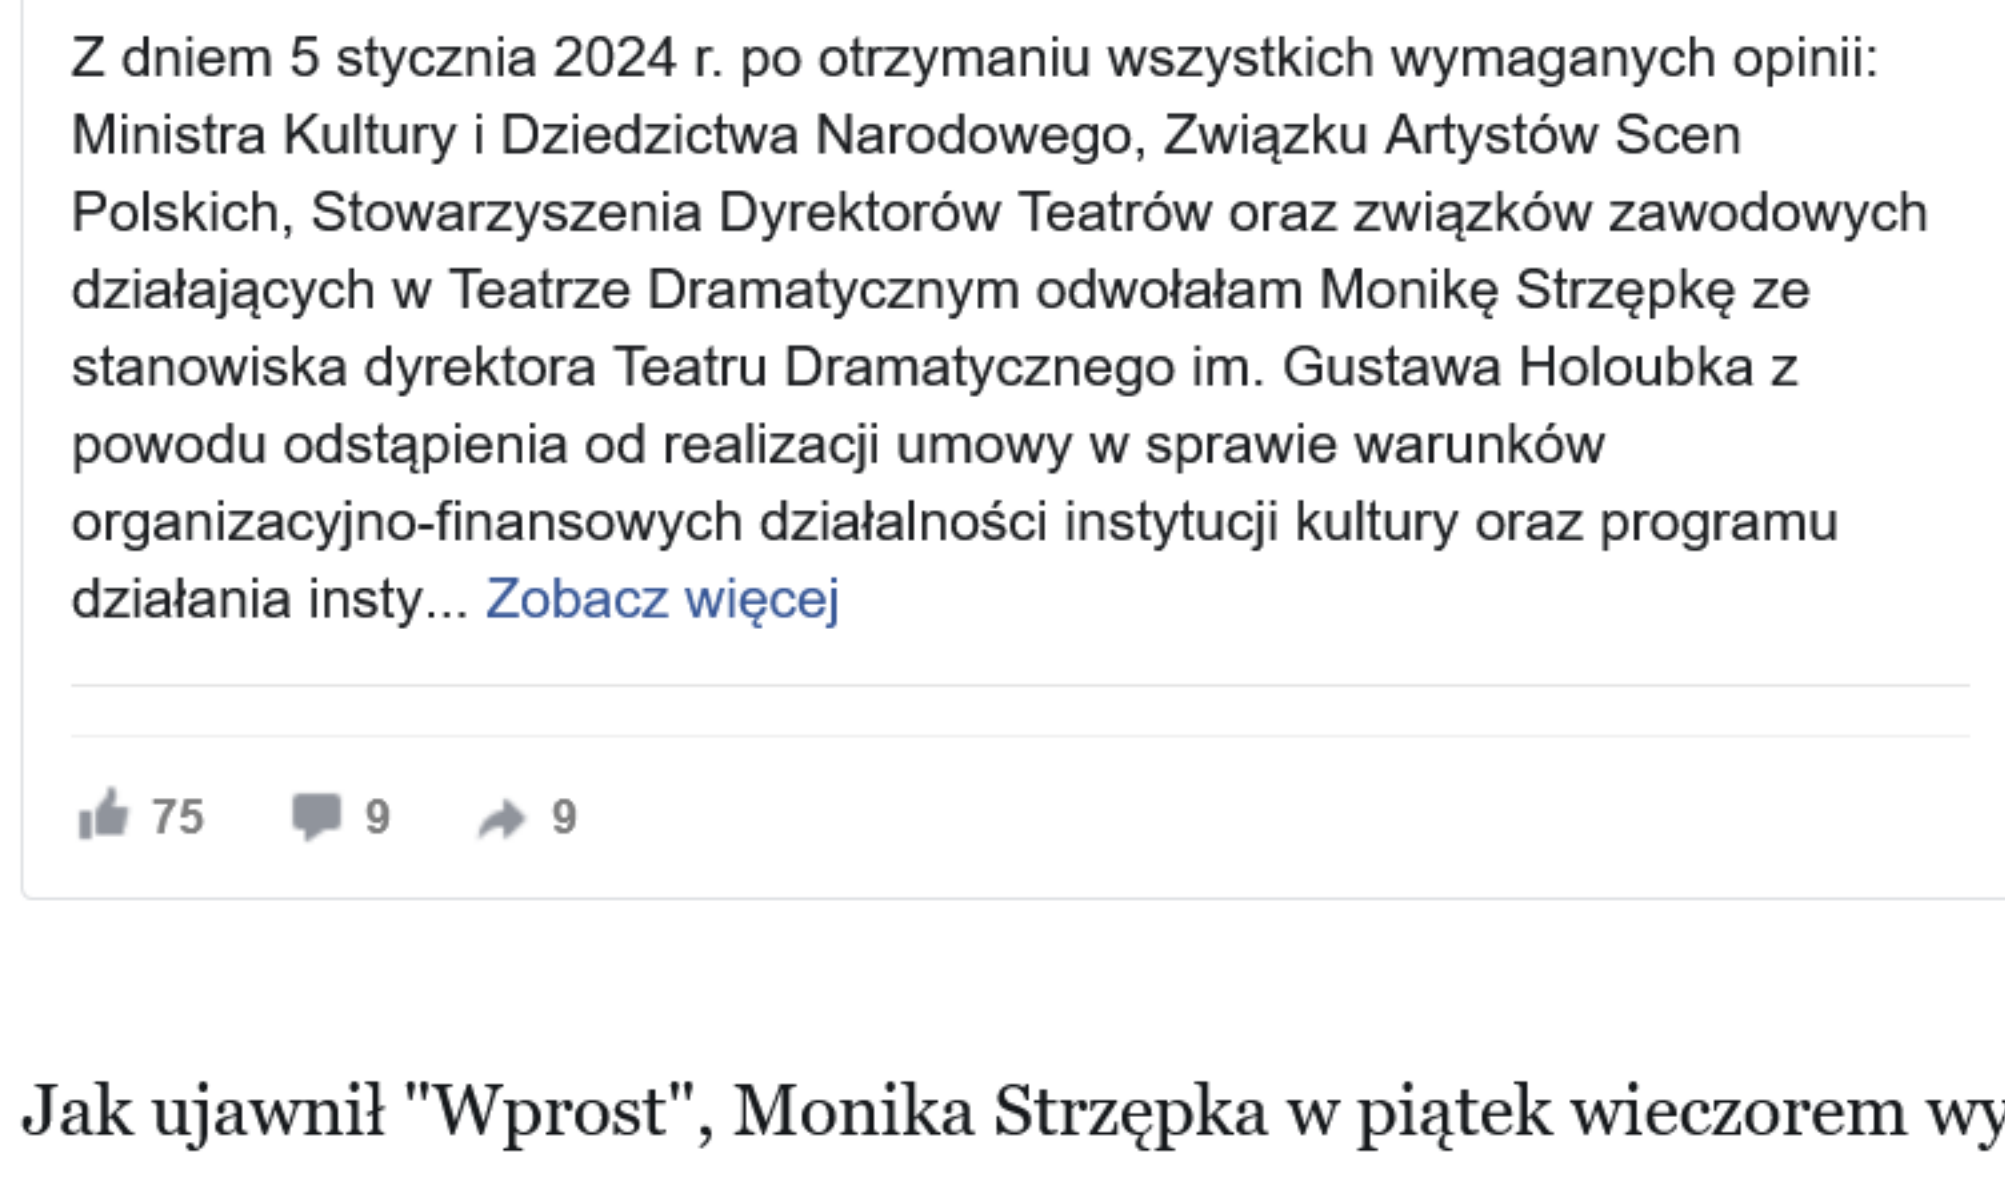 Z dniem 5 stycznia 2024 r. po otrzymaniu wszystkich wymaganych opinii:
Ministra Kultury i Dziedzictwa Narodowego, Związku Artystów Scen
Polskich, Stowarzyszenia Dyrektorów Teatrów oraz związków zawodowych
działających w Teatrze Dramatycznym odwołałam Monikę Strzępkę ze
stanowiska dyrektora Teatru Dramatycznego im. Gustawa Holoubka z
powodu odstąpienia od realizacji umowy w sprawie warunków
organizacyjno-finansowych działalności instytucji kultury oraz programu
działania insty... Zobacz więcej
75 9 9
Jak ujawnił "Wprost", Monika Strzępka w piątek wieczorem wy